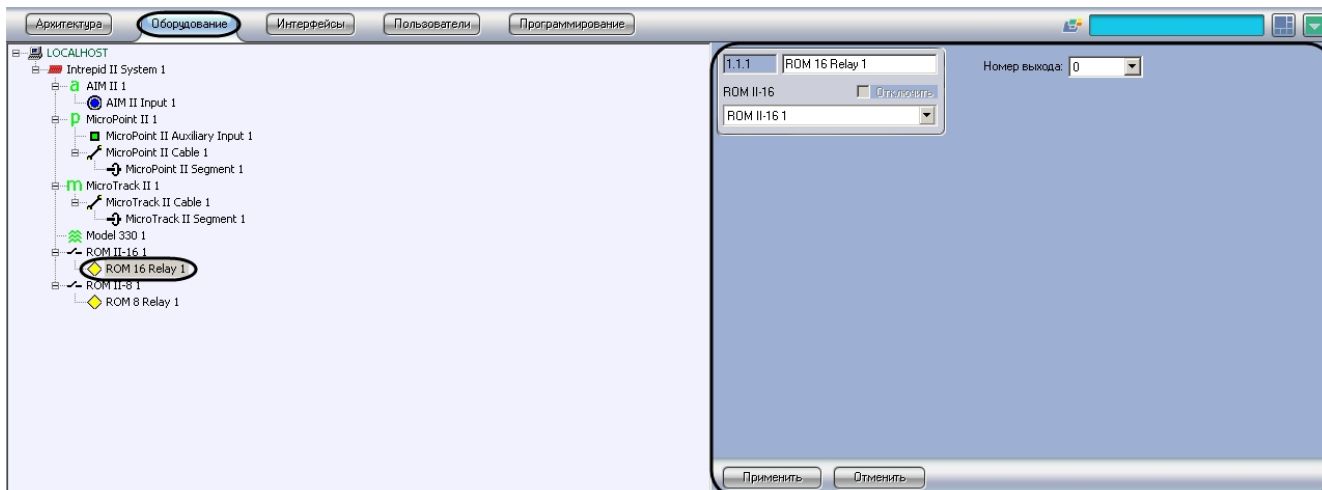 Архитектура Оборудование Интерфейсы Пользователи Программирование
LOCALHOST
Intrepid II System 1
a AIM II 1
AIM II Input 1
p MicroPoint II 1
MicroPoint II Auxiliary Input 1
MicroPoint II Cable 1
MicroPoint II Segment 1
m MicroTrack II 1
MicroTrack II Cable 1
MicroTrack II Segment 1
Model 330 1
ROM II-16 1
ROM 16 Relay 1
ROM II-8 1
ROM 8 Relay 1
1.1.1 ROM 16 Relay 1 Номер выхода: 0
ROM II-16 Отключить
ROM II-16 1
Применить Отменить